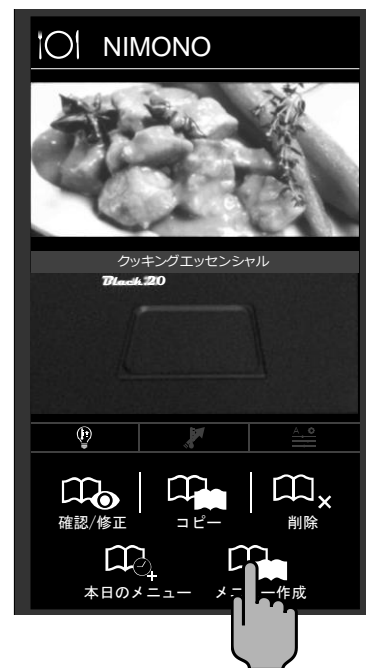 NIMONO
クッキングエッセンシャル
Black 20
確認/修正
コピー
削除
本日のメニュー
メニュー作成